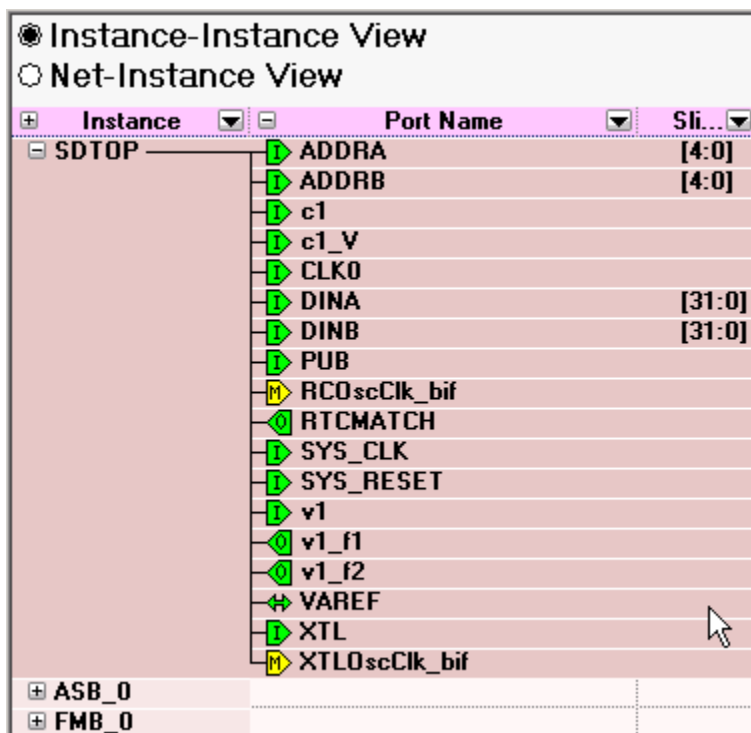 Instance-Instance View
Net-Instance View
Instance Port Name Sli...
SDTOP I ADDRA [4:0]
I ADDRB [4:0]
I c1
I c1_V
I CLK0
I DINA [31:0]
I DINB [31:0]
I PUB
M RCOscClk_bif
O RTCMATCH
I SYS_CLK
I SYS_RESET
I v1
O v1_f1
O v1_f2
VAREF
I XTL
M XTLOscClk_bif
ASB_0
FMB_0